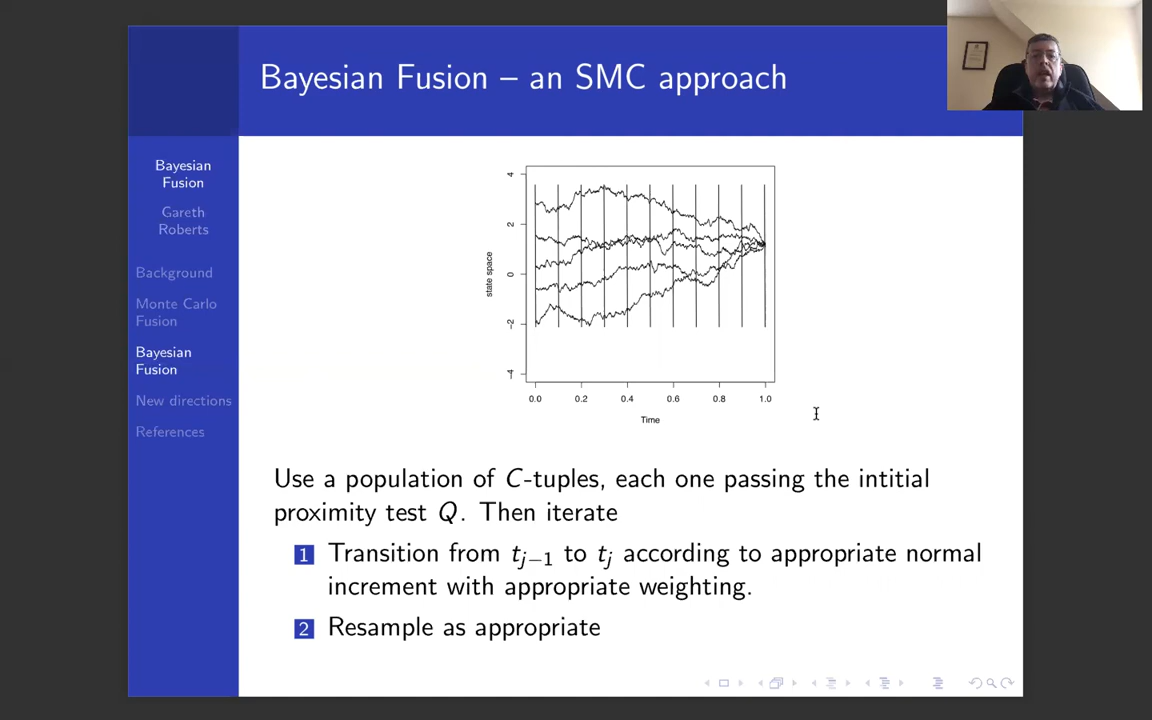 Bayesian Fusion – an SMC approach
Bayesian
Fusion
Gareth
Roberts
Background
Monte Carlo
Fusion
Bayesian
Fusion
New directions
References
4
2
0
-2
-4
state space
0.0 0.2 0.4 0.6 0.8 1.0
Time
Use a population of C-tuples, each one passing the intitial
proximity test Q. Then iterate
1 Transition from t_{j−1} to t_j according to appropriate normal
increment with appropriate weighting.
2 Resample as appropriate